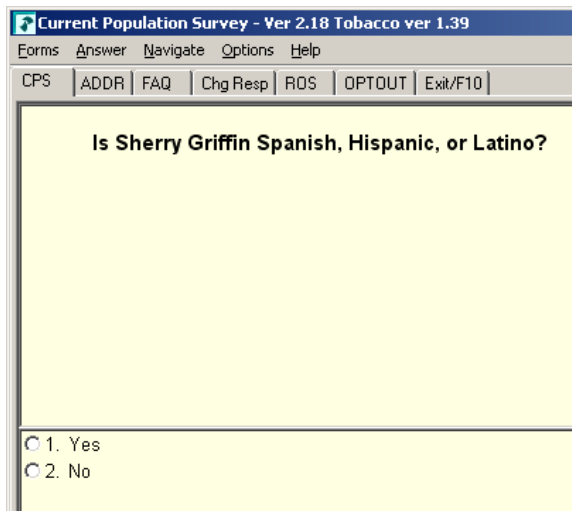 Current Population Survey - Ver 2.18 Tobacco ver 1.39
Forms Answer Navigate Options Help
CPS ADDR FAQ Chg Resp ROS OPTOUT Exit/F10
Is Sherry Griffin Spanish, Hispanic, or Latino?
1. Yes
2. No